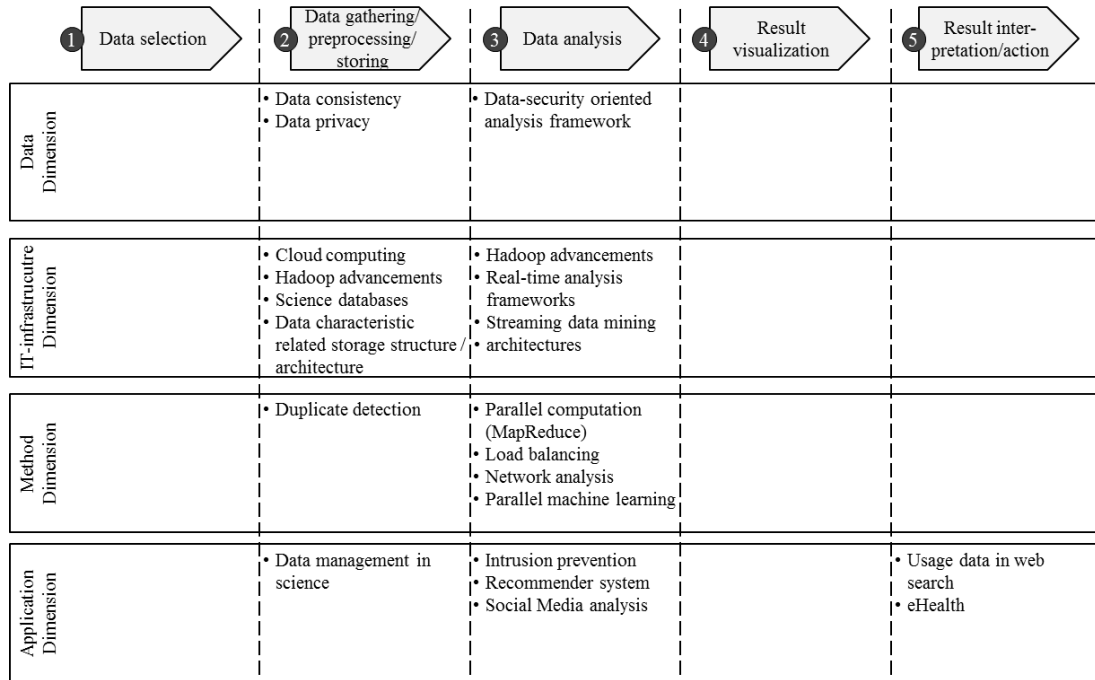 1 Data selection
2 Data gathering/
preprocessing/
storing
3 Data analysis
4 Result
visualization
5 Result inter-
pretation/action
Data
Dimension
• Data consistency
• Data privacy
• Data-security oriented
analysis framework
IT-infrastrucutre
Dimension
• Cloud computing
• Hadoop advancements
• Science databases
• Data characteristic
related storage structure /
architecture
• Hadoop advancements
• Real-time analysis
frameworks
• Streaming data mining
• architectures
Method
Dimension
• Duplicate detection
• Parallel computation
(MapReduce)
• Load balancing
• Network analysis
• Parallel machine learning
Application
Dimension
• Data management in
science
• Intrusion prevention
• Recommender system
• Social Media analysis
• Usage data in web
search
• eHealth